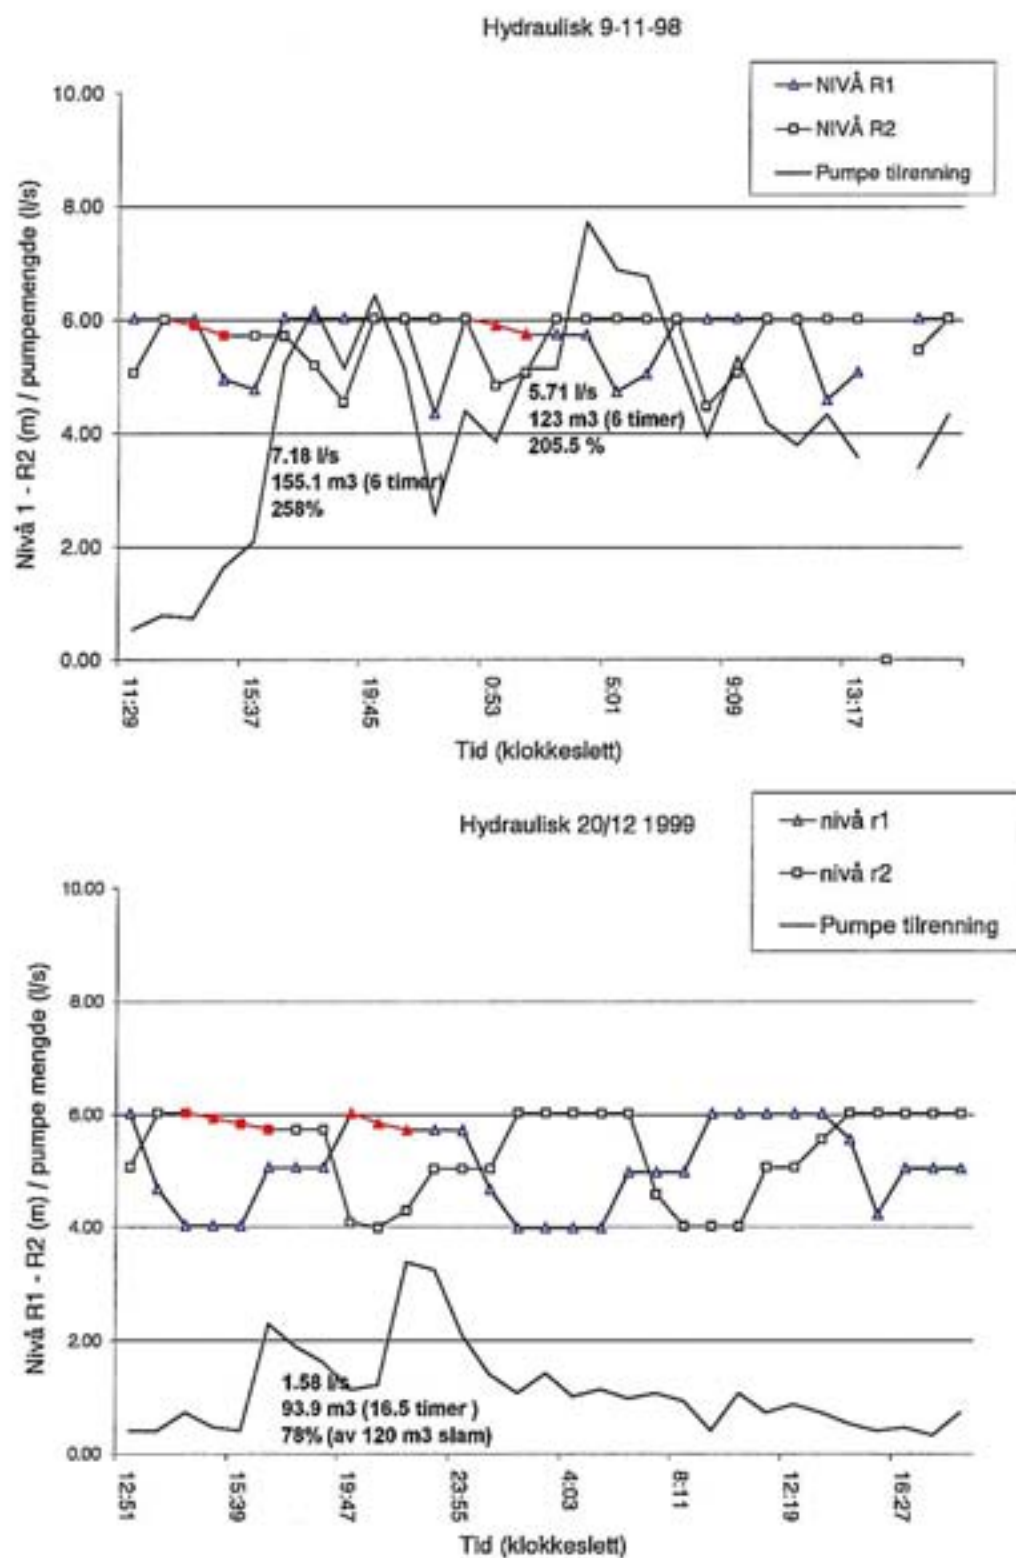 Hydraulisk 9-11-98
NIVÅ R1
NIVÅ R2
Pumpe tilrenning
Nivå 1 - R2 (m) / pumpemengde (l/s)
10.00
8.00
6.00
4.00
2.00
0.00
5.71 l/s
123 m3 (6 timer)
205.5 %
7.18 l/s
155.1 m3 (6 timer)
258%
11:29
15:37
19:45
0:53
5:01
9:09
13:17
Tid (klokkeslett)
Hydraulisk 20/12 1999
nivå r1
nivå r2
Pumpe tilrenning
Nivå R1 - R2 (m) / pumpe mengde (l/s)
10.00
8.00
6.00
4.00
2.00
0.00
1.58 l/s
93.9 m3 (16.5 timer )
78% (av 120 m3 slam)
12:51
15:39
19:47
23:55
4:03
8:11
12:19
16:27
Tid (klokkeslett)